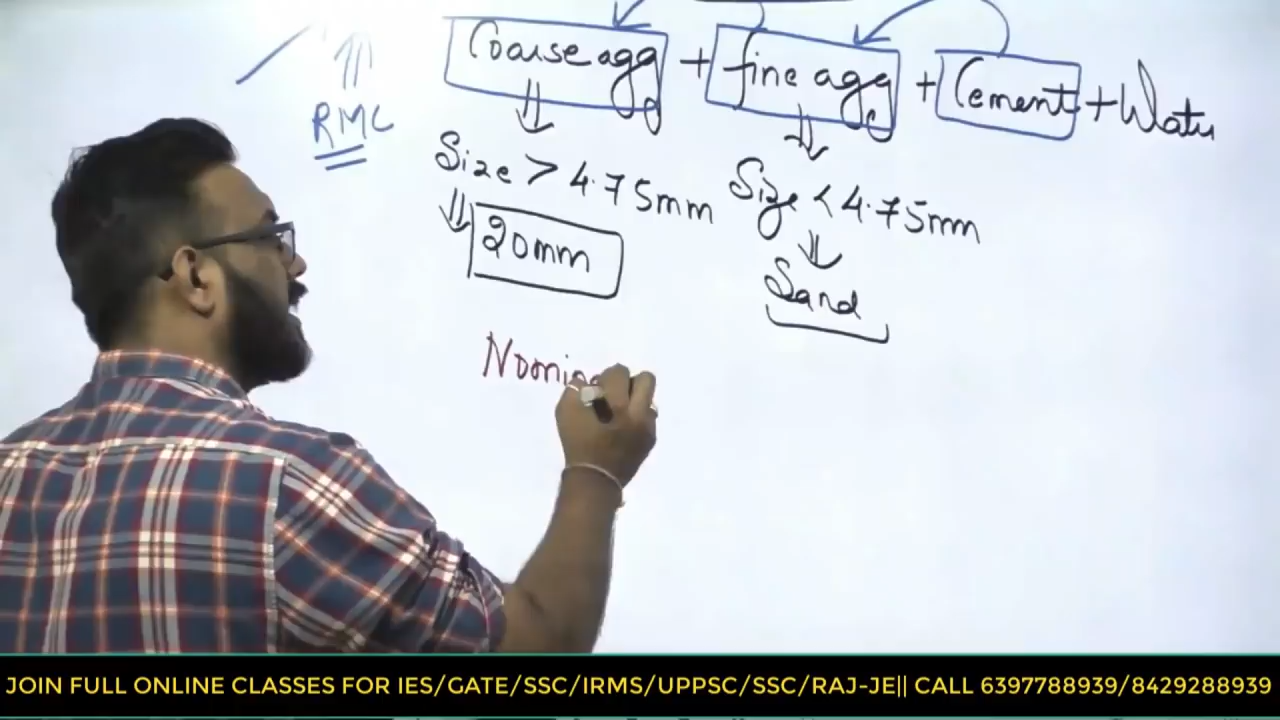 Coarse agg + fine agg + Cement + Water
RMC
Size > 4.75mm
Size < 4.75mm
20mm
Sand
Nomina
JOIN FULL ONLINE CLASSES FOR IES/GATE/SSC/IRMS/UPPSC/SSC/RAJ-JE|| CALL 6397788939/8429288939